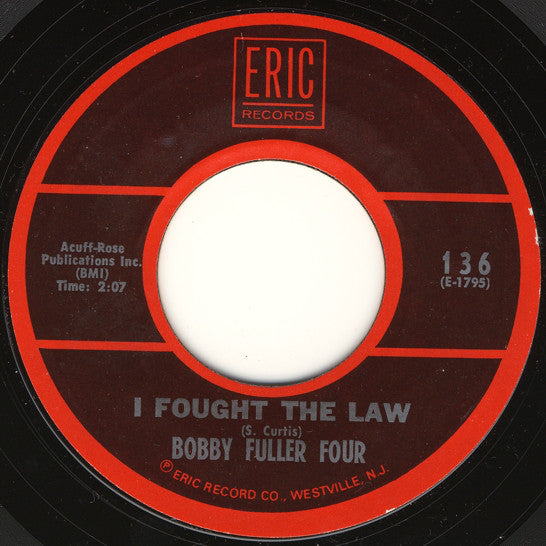 ERIC
RECORDS
Acuff-Rose
Publications Inc.
(BMI)
Time: 2:07
136
(E-1795)
I FOUGHT THE LAW
(S. Curtis)
BOBBY FULLER FOUR
Ⓟ ERIC RECORD CO., WESTVILLE, N.J.